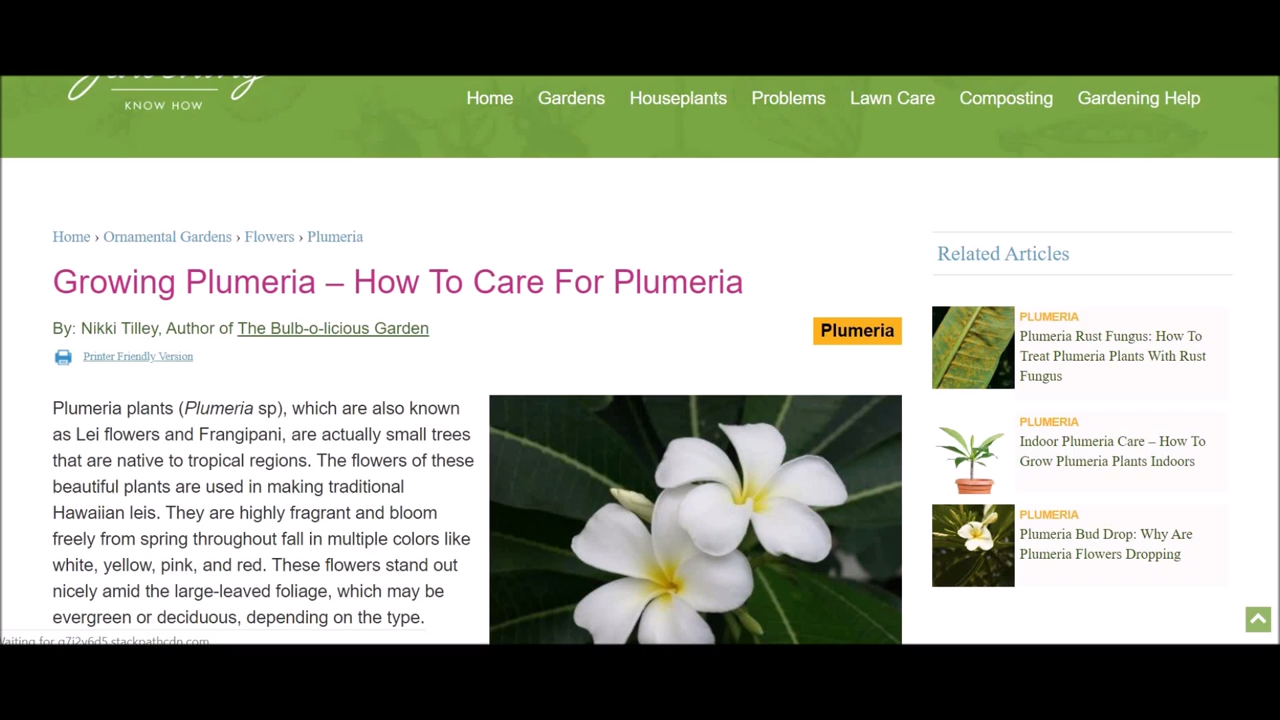 KNOW HOW
Home Gardens Houseplants Problems Lawn Care Composting Gardening Help
Home › Ornamental Gardens › Flowers › Plumeria
Growing Plumeria – How To Care For Plumeria
By: Nikki Tilley, Author of The Bulb-o-licious Garden
Plumeria
Printer Friendly Version
Plumeria plants (Plumeria sp), which are also known
as Lei flowers and Frangipani, are actually small trees
that are native to tropical regions. The flowers of these
beautiful plants are used in making traditional
Hawaiian leis. They are highly fragrant and bloom
freely from spring throughout fall in multiple colors like
white, yellow, pink, and red. These flowers stand out
nicely amid the large-leaved foliage, which may be
evergreen or deciduous, depending on the type.
Related Articles
PLUMERIA
Plumeria Rust Fungus: How To
Treat Plumeria Plants With Rust
Fungus
PLUMERIA
Indoor Plumeria Care – How To
Grow Plumeria Plants Indoors
PLUMERIA
Plumeria Bud Drop: Why Are
Plumeria Flowers Dropping